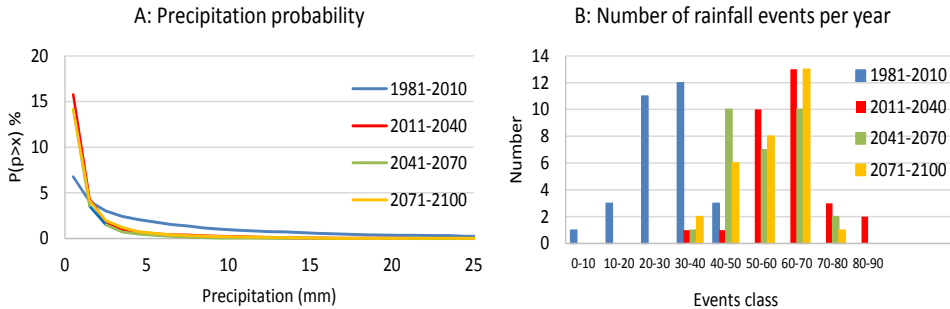 A: Precipitation probability
P(p>x) %
20
15
10
5
0
0 5 10 15 20 25
Precipitation (mm)
1981-2010
2011-2040
2041-2070
2071-2100
B: Number of rainfall events per year
Number
14
12
10
8
6
4
2
0
0-10 10-20 20-30 30-40 40-50 50-60 60-70 70-80 80-90
Events class
1981-2010
2011-2040
2041-2070
2071-2100